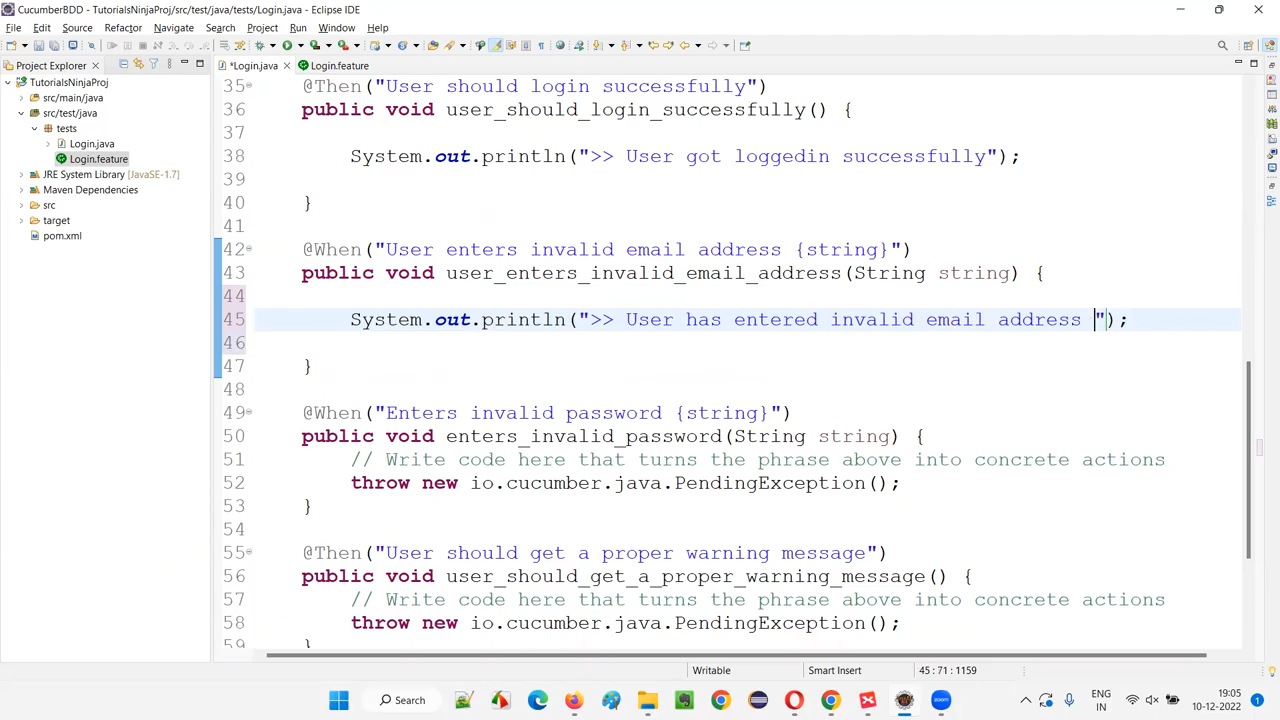 CucumberBDD - TutorialsNinjaProj/src/test/java/tests/Login.java - Eclipse IDE
File Edit Source Refactor Navigate Search Project Run Window Help
Project Explorer
TutorialsNinjaProj
src/main/java
src/test/java
tests
Login.java
Login.feature
JRE System Library [JavaSE-1.7]
Maven Dependencies
src
target
pom.xml
*Login.java
Login.feature
35 @Then("User should login successfully")
36 public void user_should_login_successfully() {
37
38 System.out.println(">> User got loggedin successfully");
39
40 }
41
42 @When("User enters invalid email address {string}")
43 public void user_enters_invalid_email_address(String string) {
44
45 System.out.println(">> User has entered invalid email address ");
46
47 }
48
49 @When("Enters invalid password {string}")
50 public void enters_invalid_password(String string) {
51 // Write code here that turns the phrase above into concrete actions
52 throw new io.cucumber.java.PendingException();
53 }
54
55 @Then("User should get a proper warning message")
56 public void user_should_get_a_proper_warning_message() {
57 // Write code here that turns the phrase above into concrete actions
58 throw new io.cucumber.java.PendingException();
59 }
Writable Smart Insert 45 : 71 : 1159
Search
zoom
ENG
IN
19:05
10-12-2022
1